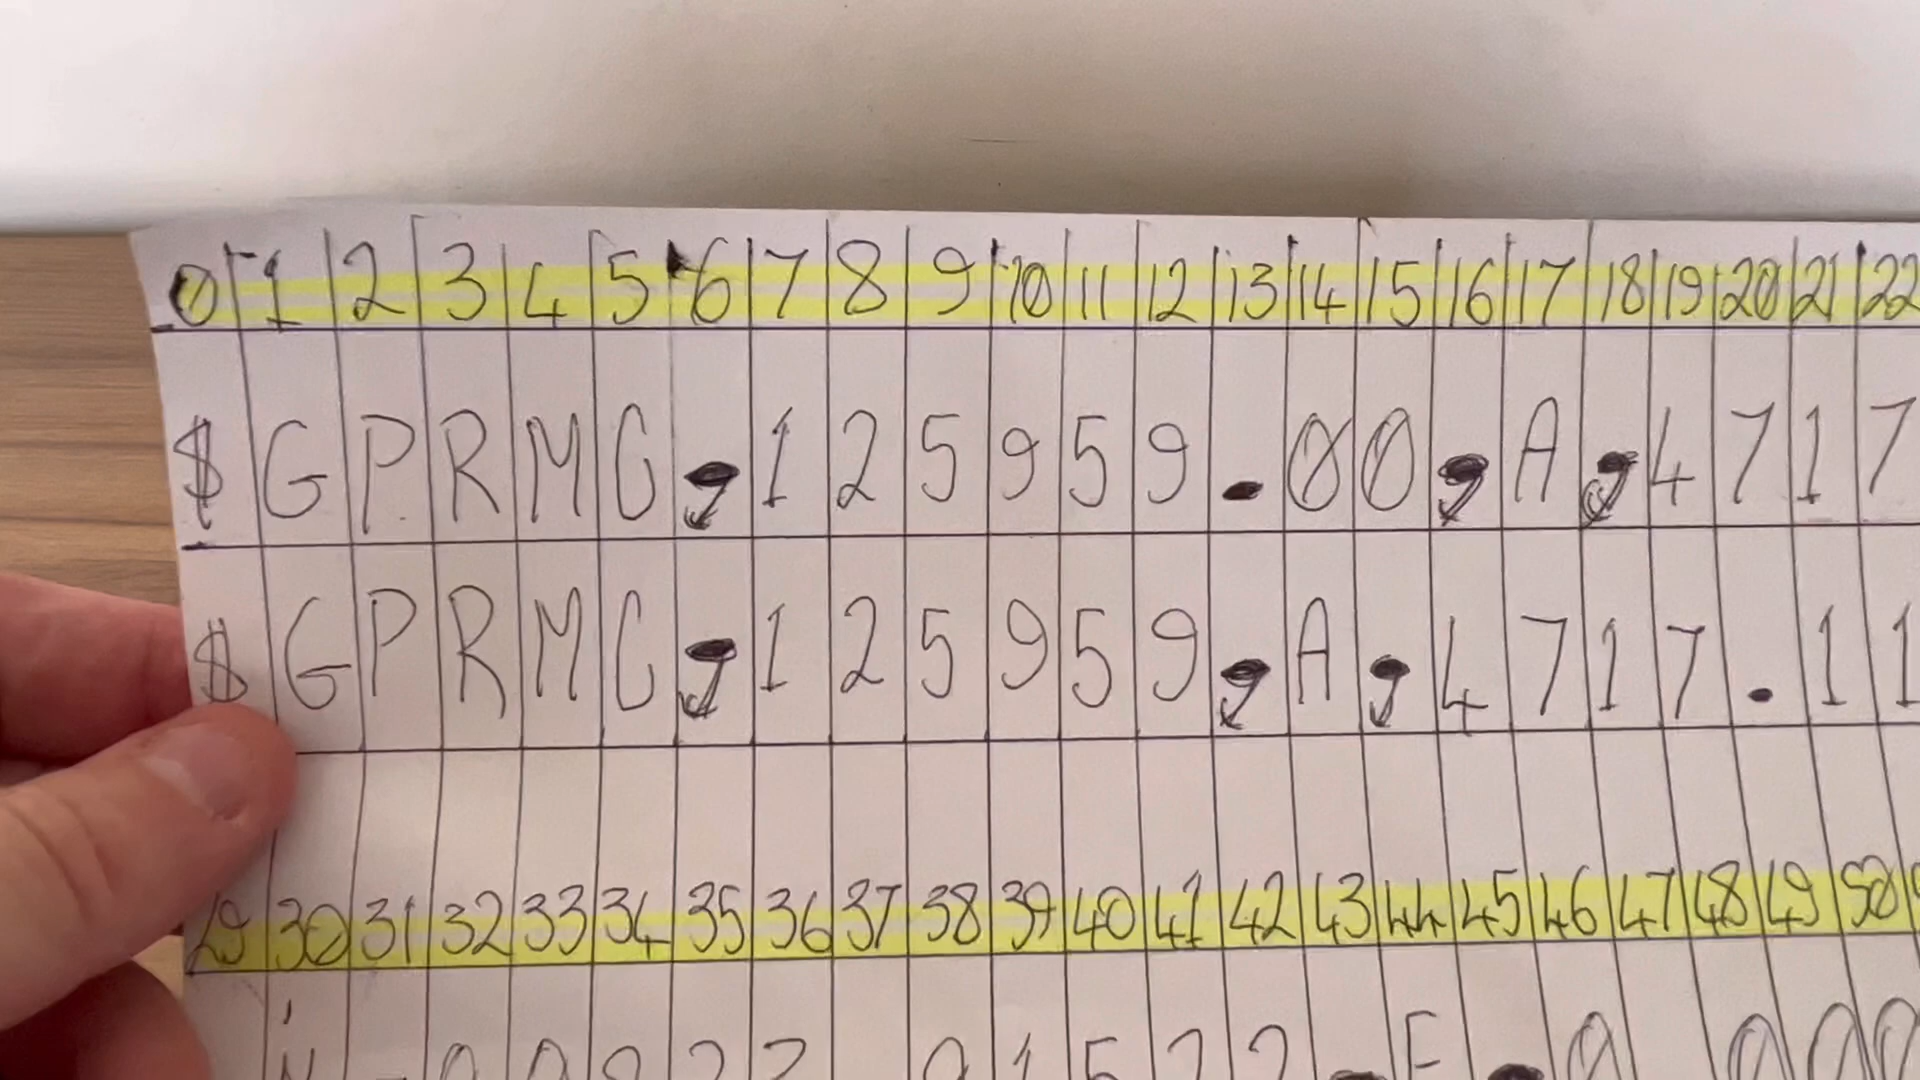 0 1 2 3 4 5 6 7 8 9 10 11 12 13 14 15 16 17 18 19 20 21 22
$ G P R M C , 1 2 5 9 5 9 . 0 0 , A , 4 7 1 7
$ G P R M C , 1 2 5 9 5 9 , A , 4 7 1 7 . 1 1
29 30 31 32 33 34 35 36 37 38 39 40 41 42 43 44 45 46 47 48 49 50